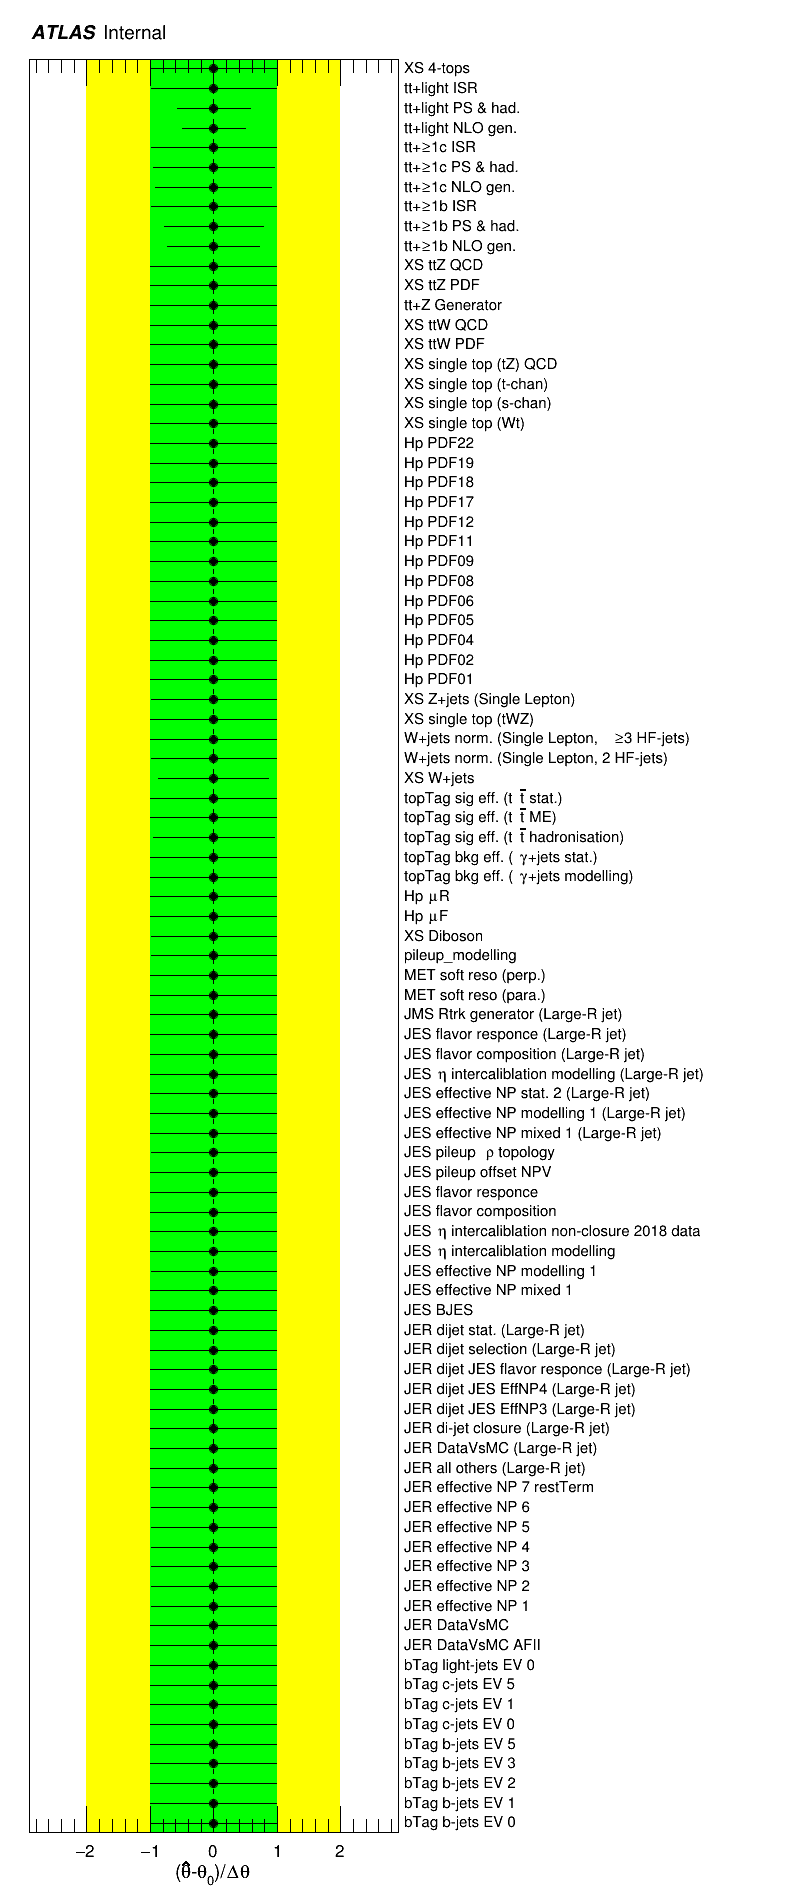 ATLAS Internal
XS 4-tops
tt+light ISR
tt+light PS & had.
tt+light NLO gen.
tt+≥1c ISR
tt+≥1c PS & had.
tt+≥1c NLO gen.
tt+≥1b ISR
tt+≥1b PS & had.
tt+≥1b NLO gen.
XS ttZ QCD
XS ttZ PDF
tt+Z Generator
XS ttW QCD
XS ttW PDF
XS single top (tZ) QCD
XS single top (t-chan)
XS single top (s-chan)
XS single top (Wt)
Hp PDF22
Hp PDF19
Hp PDF18
Hp PDF17
Hp PDF12
Hp PDF11
Hp PDF09
Hp PDF08
Hp PDF06
Hp PDF05
Hp PDF04
Hp PDF02
Hp PDF01
XS Z+jets (Single Lepton)
XS single top (tWZ)
W+jets norm. (Single Lepton, ≥3 HF-jets)
W+jets norm. (Single Lepton, 2 HF-jets)
XS W+jets
topTag sig eff. (t t̄ stat.)
topTag sig eff. (t t̄ ME)
topTag sig eff. (t t̄ hadronisation)
topTag bkg eff. ( γ+jets stat.)
topTag bkg eff. ( γ+jets modelling)
Hp μR
Hp μF
XS Diboson
pileup_modelling
MET soft reso (perp.)
MET soft reso (para.)
JMS Rtrk generator (Large-R jet)
JES flavor responce (Large-R jet)
JES flavor composition (Large-R jet)
JES η intercaliblation modelling (Large-R jet)
JES effective NP stat. 2 (Large-R jet)
JES effective NP modelling 1 (Large-R jet)
JES effective NP mixed 1 (Large-R jet)
JES pileup ρ topology
JES pileup offset NPV
JES flavor responce
JES flavor composition
JES η intercaliblation non-closure 2018 data
JES η intercaliblation modelling
JES effective NP modelling 1
JES effective NP mixed 1
JES BJES
JER dijet stat. (Large-R jet)
JER dijet selection (Large-R jet)
JER dijet JES flavor responce (Large-R jet)
JER dijet JES EffNP4 (Large-R jet)
JER dijet JES EffNP3 (Large-R jet)
JER di-jet closure (Large-R jet)
JER DataVsMC (Large-R jet)
JER all others (Large-R jet)
JER effective NP 7 restTerm
JER effective NP 6
JER effective NP 5
JER effective NP 4
JER effective NP 3
JER effective NP 2
JER effective NP 1
JER DataVsMC
JER DataVsMC AFII
bTag light-jets EV 0
bTag c-jets EV 5
bTag c-jets EV 1
bTag c-jets EV 0
bTag b-jets EV 5
bTag b-jets EV 3
bTag b-jets EV 2
bTag b-jets EV 1
bTag b-jets EV 0
−2 −1 0 1 2
(θ̂-θ₀)/Δθ